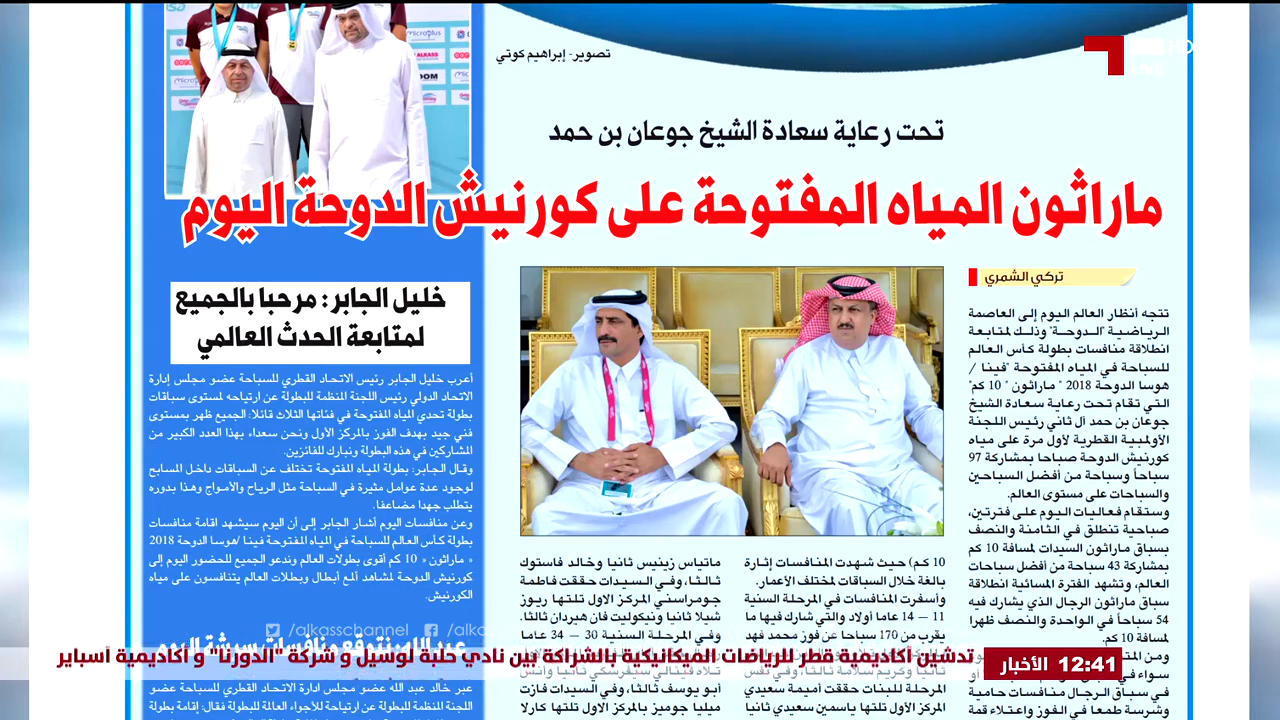 تصوير- إبراهيم كوتي
تحت رعاية سعادة الشيخ جوعان بن حمد
ماراثون المياه المفتوحة على كورنيش الدوحة اليوم
تركي الشمري
تتجه أنظار العالم اليوم إلى العاصمة
الرياضية "الدوحة" وذلك لمتابعة
انطلاقة منافسات بطولة كأس العالم
للسباحة في المياه المفتوحة "فينا /
هوسا الدوحة 2018 " ماراثون " 10 كم"
التي تقام تحت رعاية سعادة الشيخ
جوعان بن حمد آل ثاني رئيس اللجنة
الأولمبية القطرية لأول مرة على مياه
كورنيش الدوحة صباحا بمشاركة 97
سباحاً وسباحة من أفضل السباحين
والسباحات على مستوى العالم.
وستقام فعاليات اليوم على فترتين،
صباحية تنطلق في الثامنة والنصف
بسباق ماراثون السيدات لمسافة 10 كم
بمشاركة 43 سباحة من أفضل سباحات
العالم، وتشهد الفترة المسائية انطلاقة
سباق ماراثون الرجال الذي يشارك فيه
54 سباحاً في الواحدة والنصف ظهرا
لمسافة 10 كم.
في سباق الرجال منافسات حامية
وشرسة طمعا في الفوز واعتلاء قمة
10 كم) حيث شهدت المنافسات إثارة
بالغة خلال السباقات لمختلف الأعمار.
وأسفرت المنافسات في المرحلة السنية
11 – 14 عاما أولاد والتي شارك فيها ما
يقرب من 170 سباحا عن فوز محمد فهد
المرحلة للبنات حققت أميمة سعيدي
المركز الأول تلتها ياسمين سعيدي ثانيا
ماتياس زينيس ثانيا وخالد فاستوك
ثالثا، وفي السيدات حققت فاطمة
جومراسني المركز الاول تلتها ريوز
شيلا ثانيا ونيكوليت فان هيردان ثالثا.
وفي المرحلة السنية 30 – 34 عاما
أبو يوسف ثالثا، وفي السيدات فازت
ميليا جوميز بالمركز الاول تلتها كارلا
خليل الجابر: مرحبا بالجميع
لمتابعة الحدث العالمي
أعرب خليل الجابر رئيس الاتحاد القطري للسباحة عضو مجلس إدارة
الاتحاد الدولي رئيس اللجنة المنظمة للبطولة عن ارتياحه لمستوى سباقات
بطولة تحدي المياه المفتوحة في فئاتها الثلاث قائلا: الجميع ظهر بمستوى
فني جيد بهدف الفوز بالمركز الأول ونحن سعداء بهذا العدد الكبير من
المشاركين في هذه البطولة ونبارك للفائزين.
وقال الجابر: بطولة المياه المفتوحة تختلف عن السباقات داخل المسابح
لوجود عدة عوامل مثيرة في السباحة مثل الرياح والأمواج وهذا بدوره
يتطلب جهدا مضاعفا.
وعن منافسات اليوم أشار الجابر إلى أن اليوم سيشهد اقامة منافسات
بطولة كأس العالم للسباحة في المياه المفتوحة فينا /هوسا الدوحة 2018
« ماراثون « 10 كم أقوى بطولات العالم وندعو الجميع للحضور اليوم إلى
كورنيش الدوحة لمشاهد ألمع أبطال وبطلات العالم يتنافسون على مياه
الكورنيش.
/alkasschannel
عبر خالد عبد الله عضو مجلس ادارة الاتحاد القطري للسباحة عضو
اللجنة المنظمة للبطولة عن ارتياحة للأجواء العالمة للبطولة فقال: إقامة بطولة
12:41 الأخبار
تدشين أكاديمية قطر للرياضات الميكانيكية بالشراكة بين نادي حلبة لوسيل و شركة "الدورنا" و أكاديمية أسباير